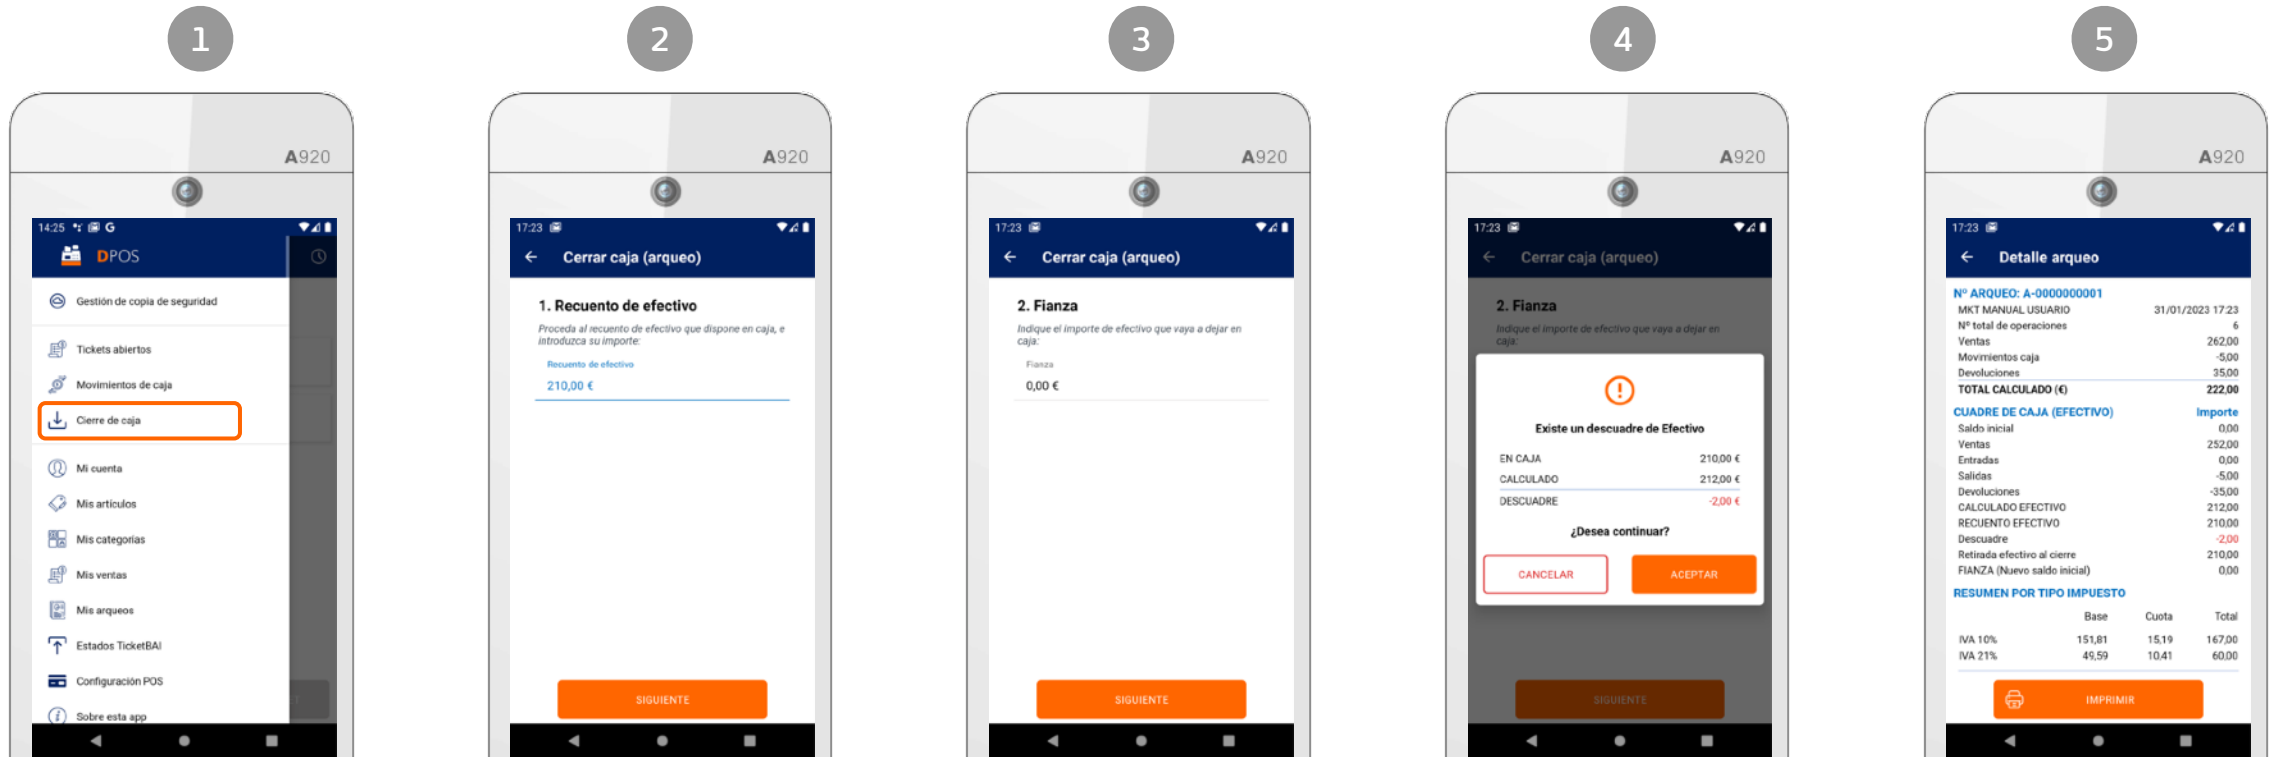 1
A920
14:25
DPOS
Gestión de copia de seguridad
Tickets abiertos
Movimientos de caja
Cierre de caja
Mi cuenta
Mis artículos
Mis categorías
Mis ventas
Mis arqueos
Estados TicketBAI
Configuración POS
Sobre esta app
2
A920
17:23
Cerrar caja (arqueo)
1. Recuento de efectivo
Proceda al recuento de efectivo que dispone en caja, e
introduzca su importe:
Recuento de efectivo
210,00 €
SIGUIENTE
3
A920
17:23
Cerrar caja (arqueo)
2. Fianza
Indique el importe de efectivo que vaya a dejar en
caja:
Fianza
0,00 €
SIGUIENTE
4
A920
17:23
Cerrar caja (arqueo)
2. Fianza
Indique el importe de efectivo que vaya a dejar en
caja:
Existe un descuadre de Efectivo
EN CAJA 210,00 €
CALCULADO 212,00 €
DESCUADRE -2,00 €
¿Desea continuar?
CANCELAR ACEPTAR
SIGUIENTE
5
A920
17:23
Detalle arqueo
Nº ARQUEO: A-0000000001
MKT MANUAL USUARIO 31/01/2023 17:23
Nº total de operaciones 6
Ventas 262,00
Movimientos caja -5,00
Devoluciones 35,00
TOTAL CALCULADO (€) 222,00
CUADRE DE CAJA (EFECTIVO) Importe
Saldo inicial 0,00
Ventas 252,00
Entradas 0,00
Salidas -5,00
Devoluciones -35,00
CALCULADO EFECTIVO 212,00
RECUENTO EFECTIVO 210,00
Descuadre -2,00
Retirada efectivo al cierre 210,00
FIANZA (Nuevo saldo inicial) 0,00
RESUMEN POR TIPO IMPUESTO
Base Cuota Total
IVA 10% 151,81 15,19 167,00
IVA 21% 49,59 10,41 60,00
IMPRIMIR